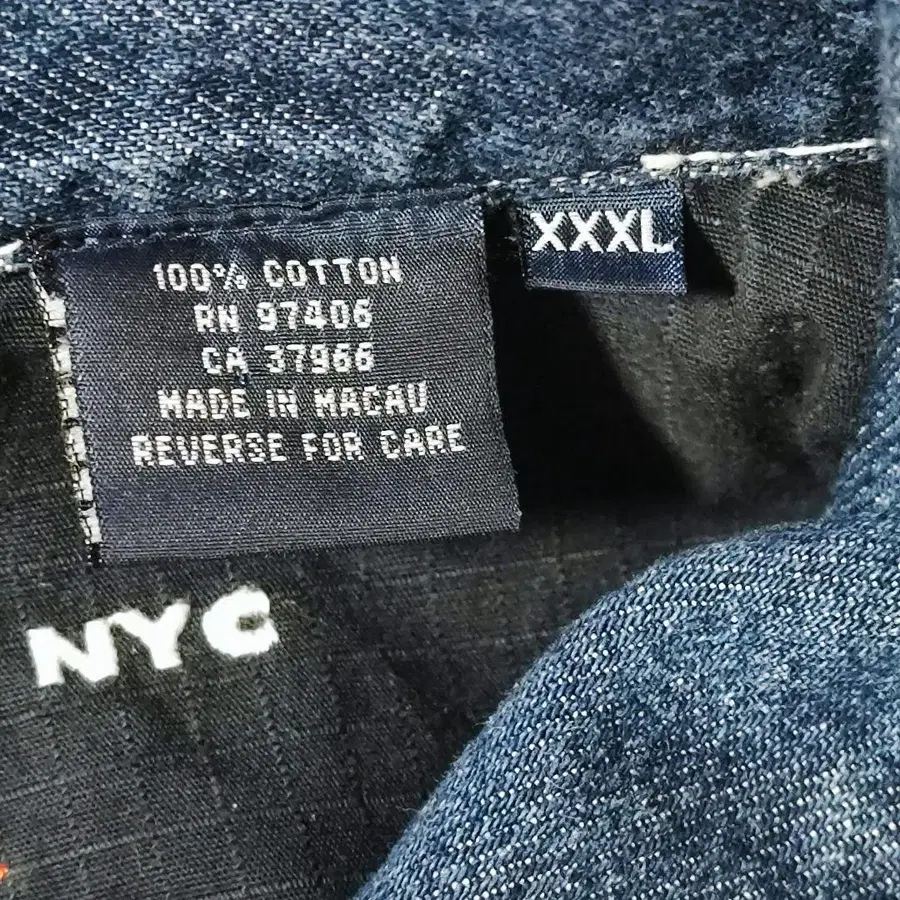 100% COTTON
RN 97406
CA 37966
MADE IN MACAU
REVERSE FOR CARE
XXXL
NYC